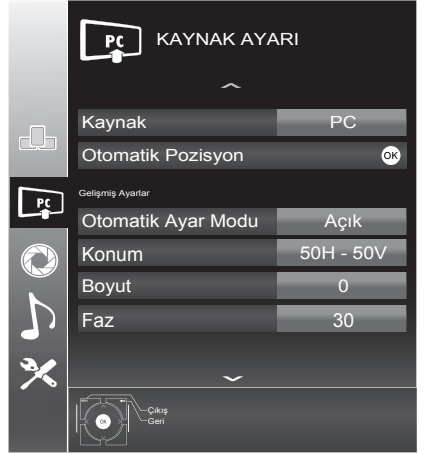 PC KAYNAK AYARI
Kaynak PC
Otomatik Pozisyon OK
PC
Gelişmiş Ayarlar
Otomatik Ayar Modu Açık
Konum 50H - 50V
Boyut 0
Faz 30
Çıkış
OK
Geri